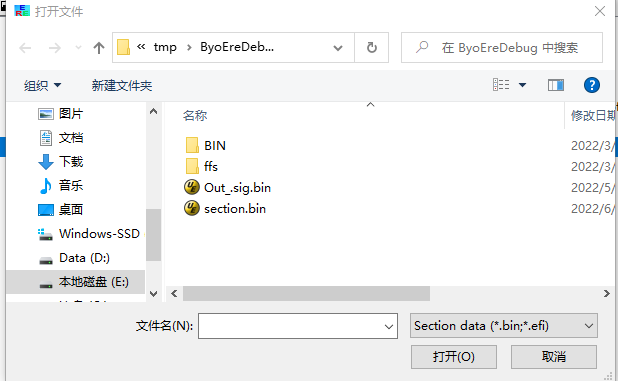 打开文件
« tmp > ByoEreDeb...
在 ByoEreDebug 中搜索
组织 新建文件夹
图片
文档
下载
音乐
桌面
Windows-SSD
Data (D:)
本地磁盘 (E:)
名称 修改日期
BIN 2022/3/
ffs 2022/3/
Out_.sig.bin 2022/5/
section.bin 2022/6/
文件名(N):
Section data (*.bin;*.efi)
打开(O) 取消